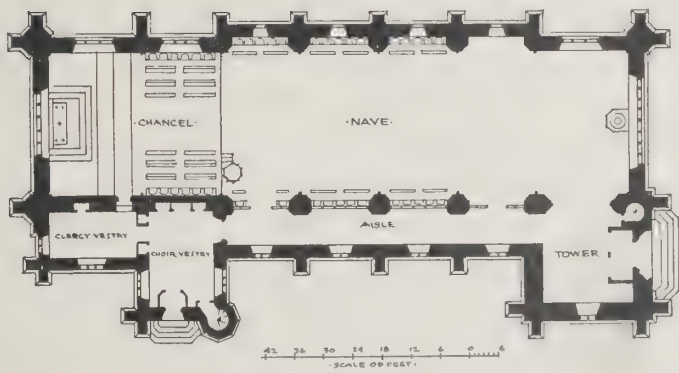 ·CHANCEL·
·NAVE·
CLERGY VESTRY
CHOIR VESTRY
AISLE
TOWER
42 36 30 24 18 12 6 0 6
·SCALE OF FEET·